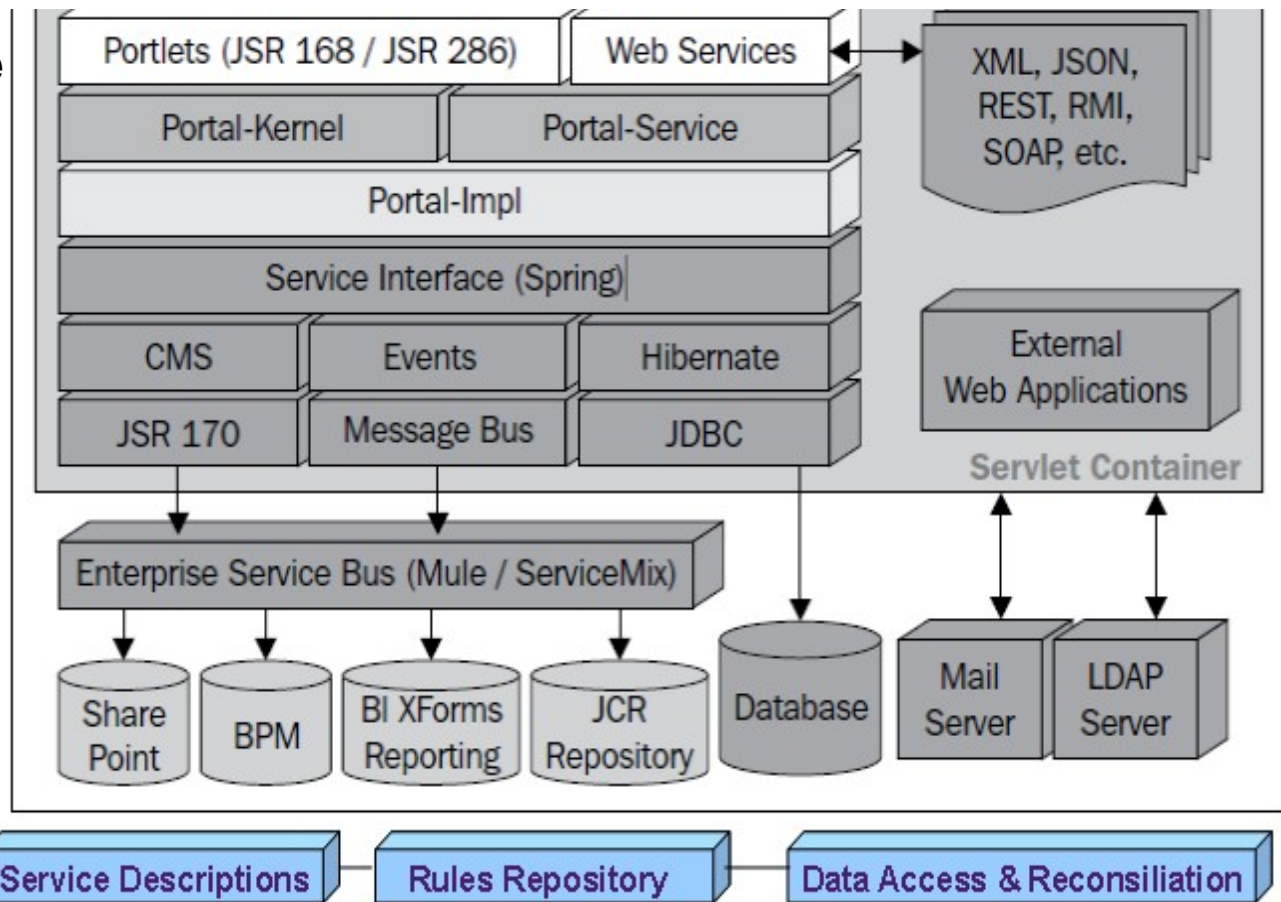 e
Portlets (JSR 168 / JSR 286)
Web Services
XML, JSON,
REST, RMI,
SOAP, etc.
Portal-Kernel
Portal-Service
Portal-Impl
Service Interface (Spring)
CMS
Events
Hibernate
External
Web Applications
JSR 170
Message Bus
JDBC
Servlet Container
Enterprise Service Bus (Mule / ServiceMix)
Share
Point
BPM
BI XForms
Reporting
JCR
Repository
Database
Mail
Server
LDAP
Server
Service Descriptions
Rules Repository
Data Access & Reconsiliation